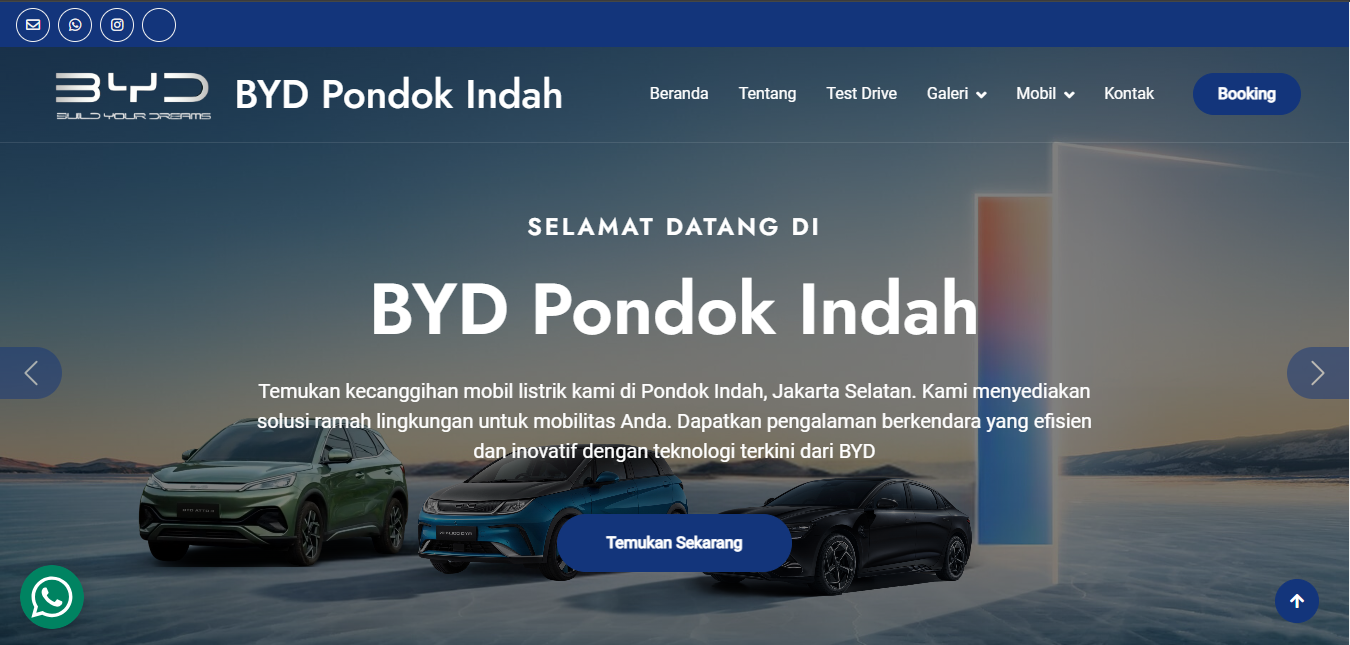 BYD
BUILD YOUR DREAMS
BYD Pondok Indah
Beranda
Tentang
Test Drive
Galeri
Mobil
Kontak
Booking
SELAMAT DATANG DI
BYD Pondok Indah
Temukan kecanggihan mobil listrik kami di Pondok Indah, Jakarta Selatan. Kami menyediakan
solusi ramah lingkungan untuk mobilitas Anda. Dapatkan pengalaman berkendara yang efisien
dan inovatif dengan teknologi terkini dari BYD
Temukan Sekarang